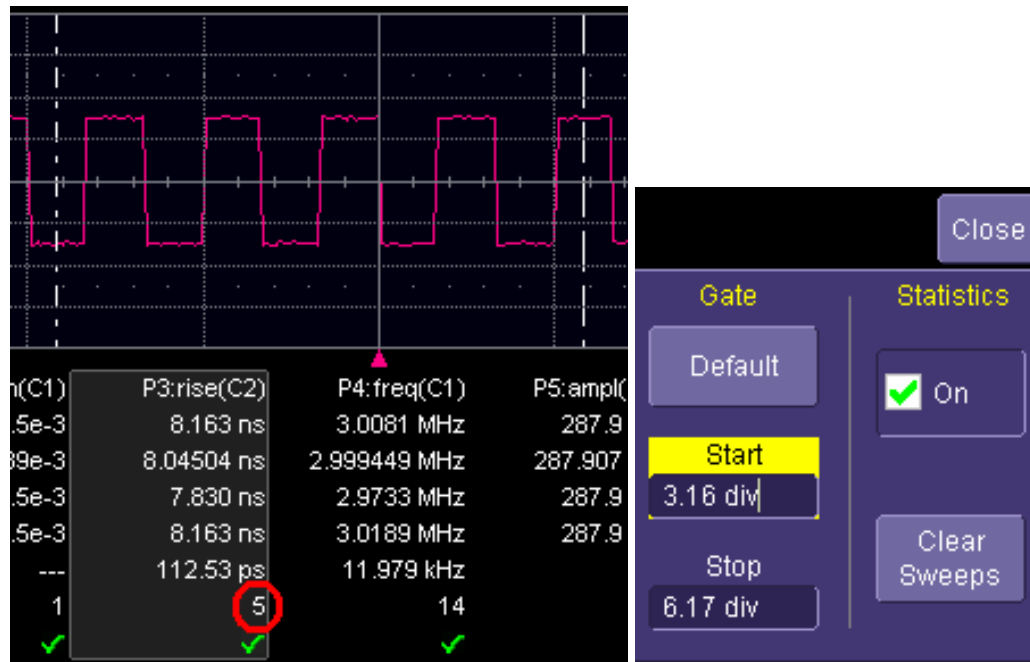 n(C1) P3:rise(C2) P4:freq(C1) P5:ampl(
.5e-3 8.163 ns 3.0081 MHz 287.9
39e-3 8.04504 ns 2.999449 MHz 287.907
.5e-3 7.830 ns 2.9733 MHz 287.9
.5e-3 8.163 ns 3.0189 MHz 287.9
--- 112.53 ps 11.979 kHz
1 5 14
Close
Gate Statistics
Default
On
Start
3.16 div
Clear
Sweeps
Stop
6.17 div